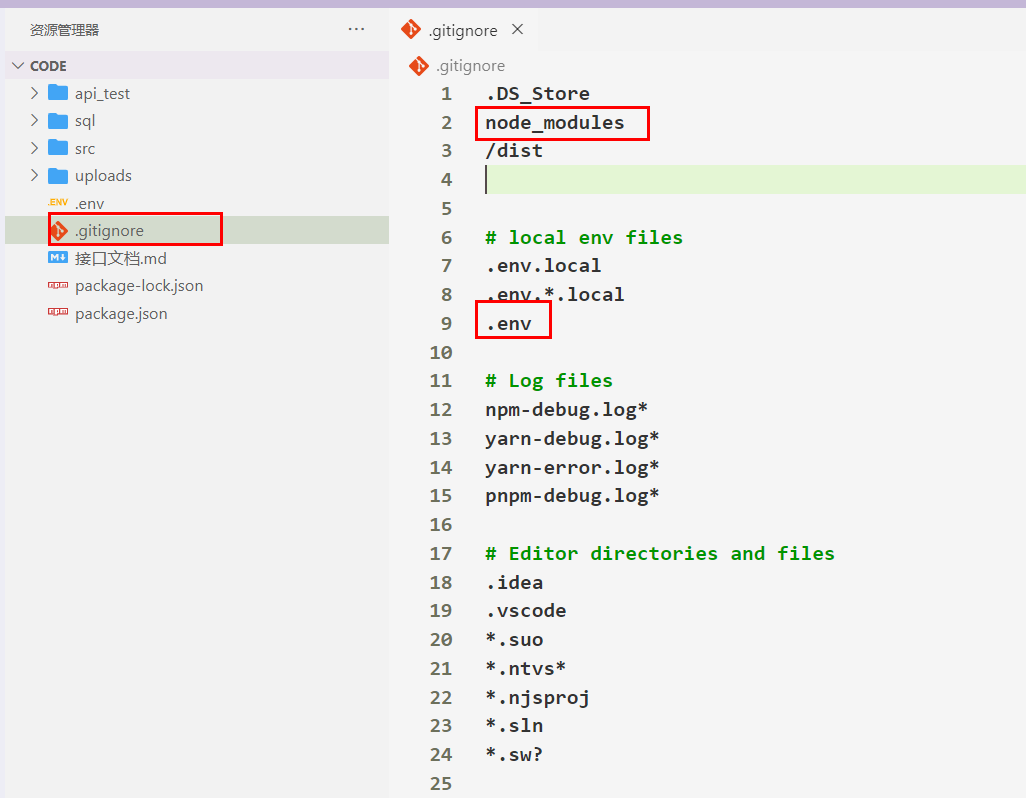 资源管理器 ···
CODE
api_test
sql
src
uploads
.ENV .env
.gitignore
M↓ 接口文档.md
npm package-lock.json
npm package.json
.gitignore
.gitignore
1 .DS_Store
2 node_modules
3 /dist
4
5
6 # local env files
7 .env.local
8 .env.*.local
9 .env
10
11 # Log files
12 npm-debug.log*
13 yarn-debug.log*
14 yarn-error.log*
15 pnpm-debug.log*
16
17 # Editor directories and files
18 .idea
19 .vscode
20 *.suo
21 *.ntvs*
22 *.njsproj
23 *.sln
24 *.sw?
25